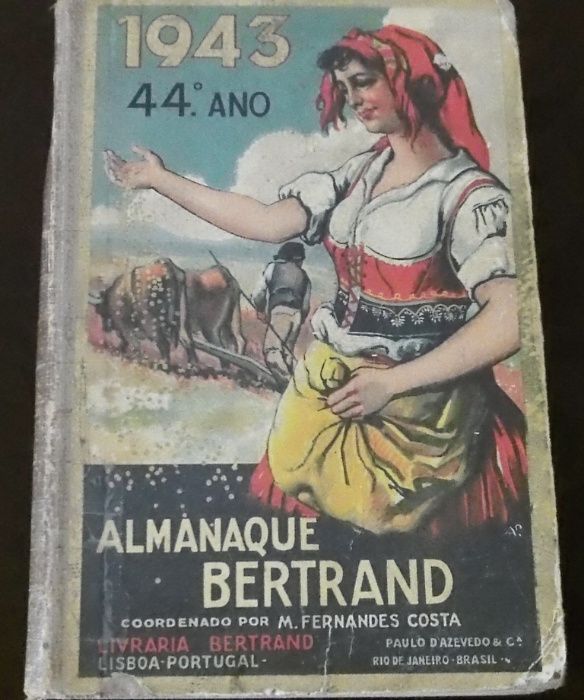 1943
44.º ANO
ALMANAQUE
BERTRAND
COORDENADO POR M. FERNANDES COSTA
LIVRARIA BERTRAND
LISBOA-PORTUGAL-
PAULO D'AZEVEDO & Cª
RIO DE JANEIRO-BRASIL-